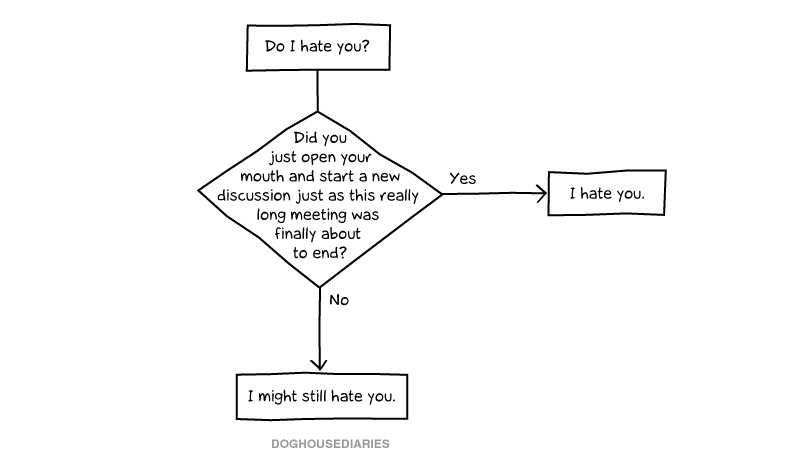 Do I hate you?
Did you
just open your
mouth and start a new
discussion just as this really
long meeting was
finally about
to end?
Yes
I hate you.
No
I might still hate you.
DOGHOUSEDIARIES